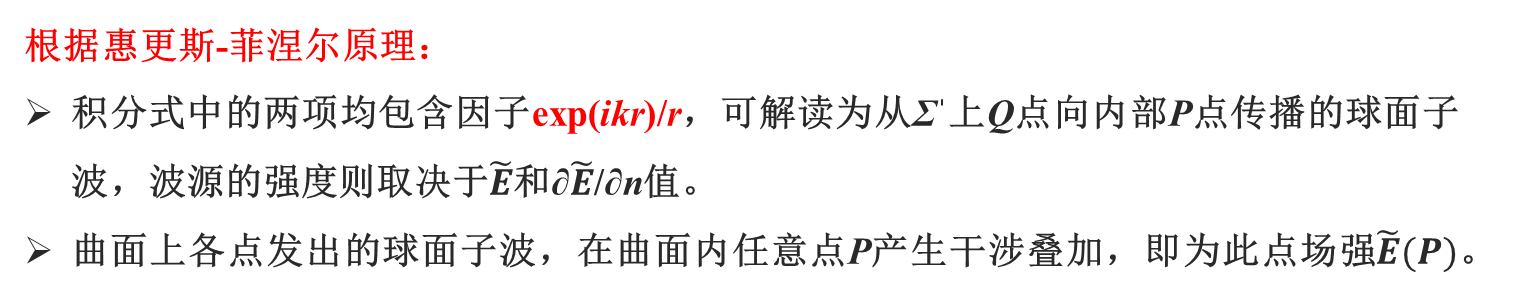 根据惠更斯-菲涅尔原理：
➢ 积分式中的两项均包含因子exp(ikr)/r，可解读为从Σ'上Q点向内部P点传播的球面子
波，波源的强度则取决于Ẽ和∂Ẽ/∂n值。
➢ 曲面上各点发出的球面子波，在曲面内任意点P产生干涉叠加，即为此点场强Ẽ(P)。